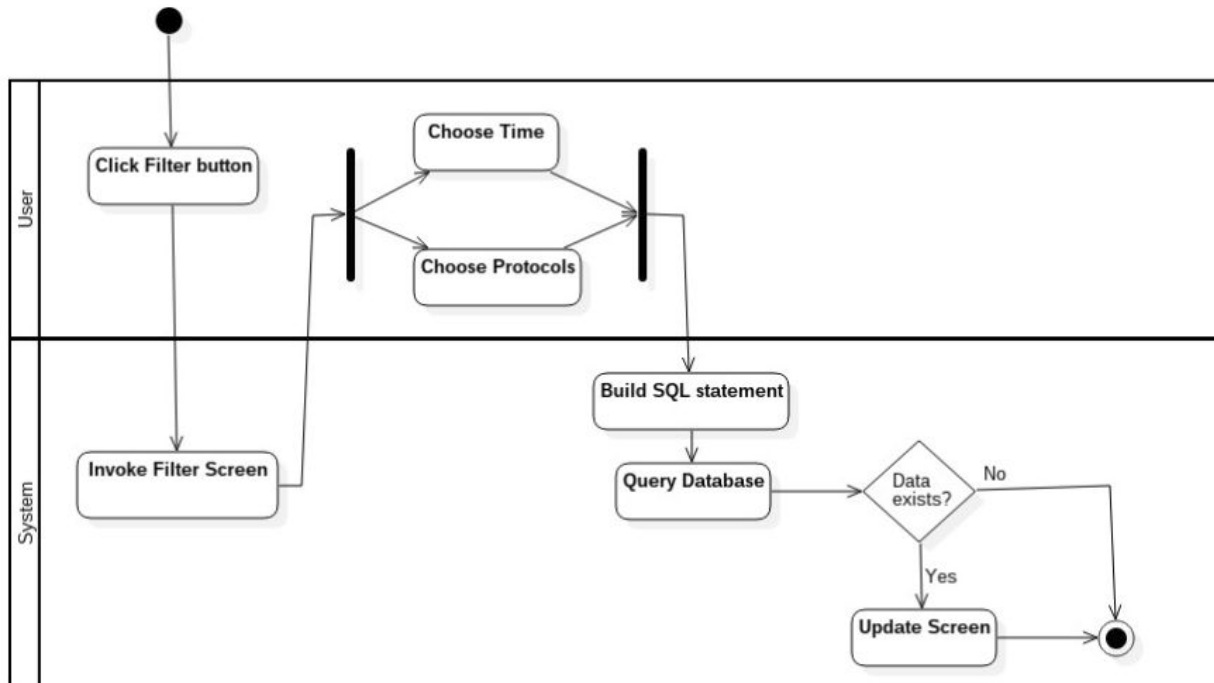 User
Click Filter button
Choose Time
Choose Protocols
System
Invoke Filter Screen
Build SQL statement
Query Database
Data
exists?
No
Yes
Update Screen